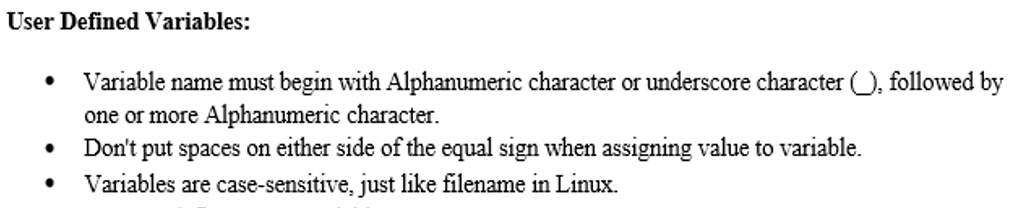 User Defined Variables:
• Variable name must begin with Alphanumeric character or underscore character (_), followed by
one or more Alphanumeric character.
• Don't put spaces on either side of the equal sign when assigning value to variable.
• Variables are case-sensitive, just like filename in Linux.